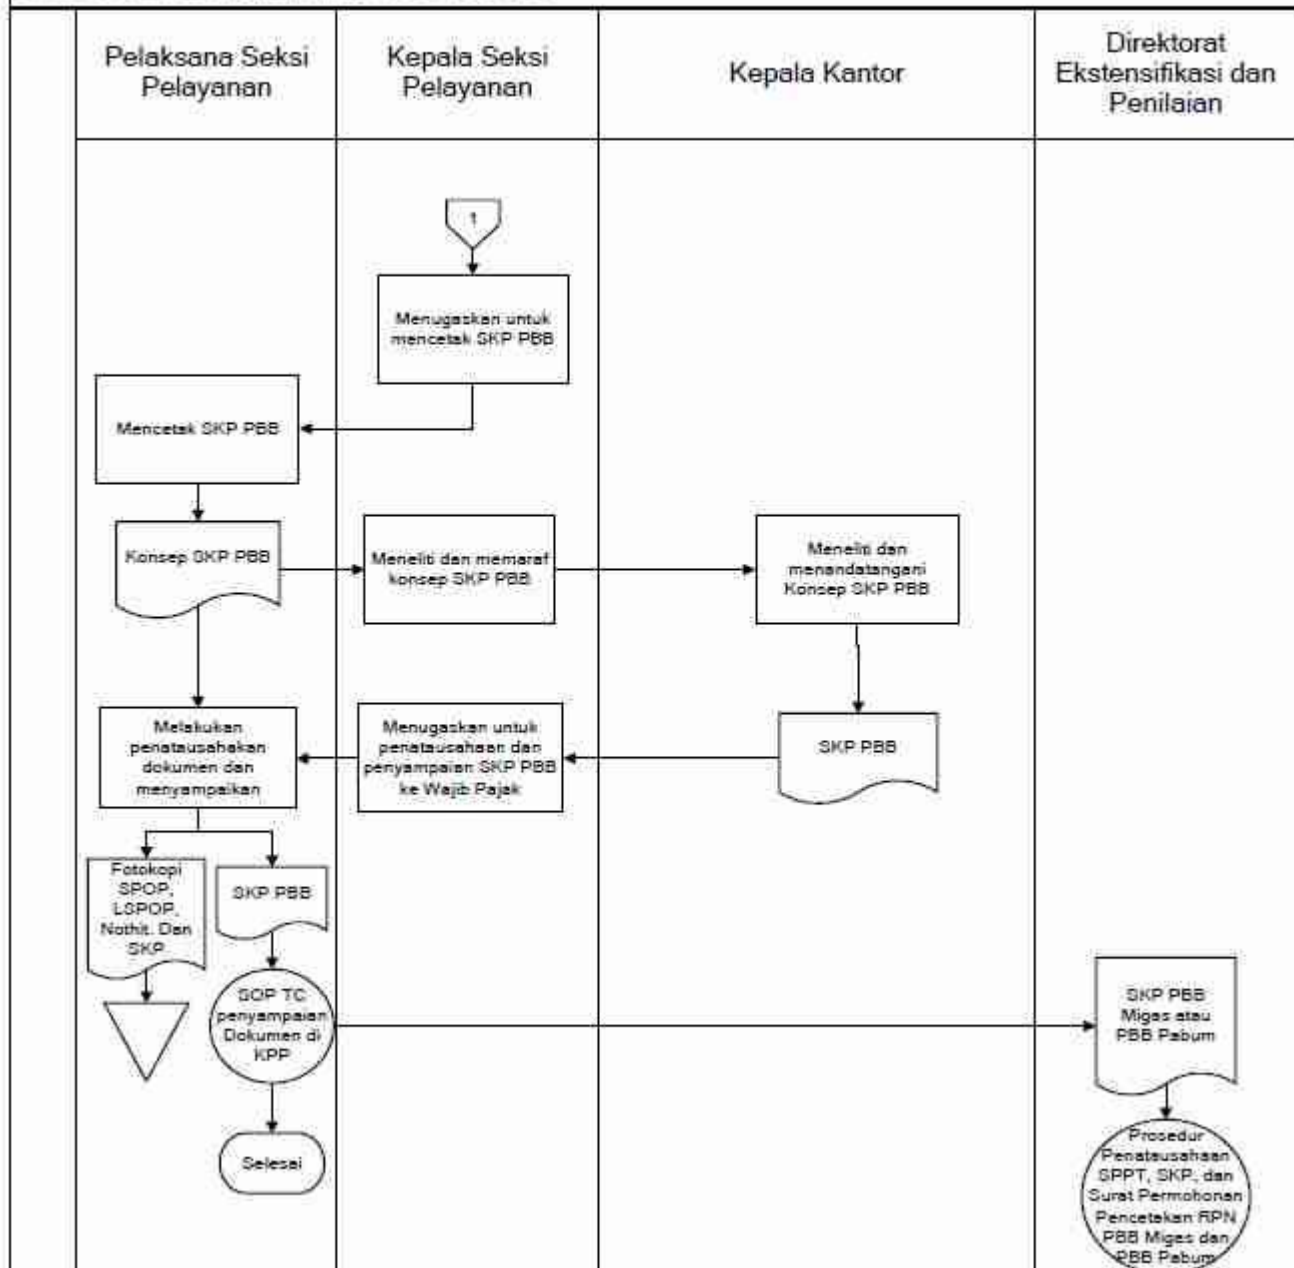 Pelaksana Seksi
Pelayanan
Kepala Seksi
Pelayanan
Kepala Kantor
Direktorat
Ekstensifikasi dan
Penilaian
1
Menugaskan untuk
mencetak SKP PBB
Mencetak SKP PBB
Konsep SKP PBB
Meneliti dan memaraf
konsep SKP PBB
Meneliti dan
menandatangani
Konsep SKP PBB
Melakukan
penatausahakan
dokumen dan
menyampaikan
Menugaskan untuk
penatausahaan dan
penyampaian SKP PBB
ke Wajib Pajak
SKP PBB
Fotokopi
SPOP,
LSPOP,
Nothit. Dan
SKP
SKP PBB
SOP TC
penyampaian
Dokumen di
KPP
Selesai
SKP PBB
Migas atau
PBB Pabum
Prosedur
Penatausahaan
SPPT, SKP, dan
Surat Permohonan
Pencetakan RPN
PBB Migas dan
PBB Pabum